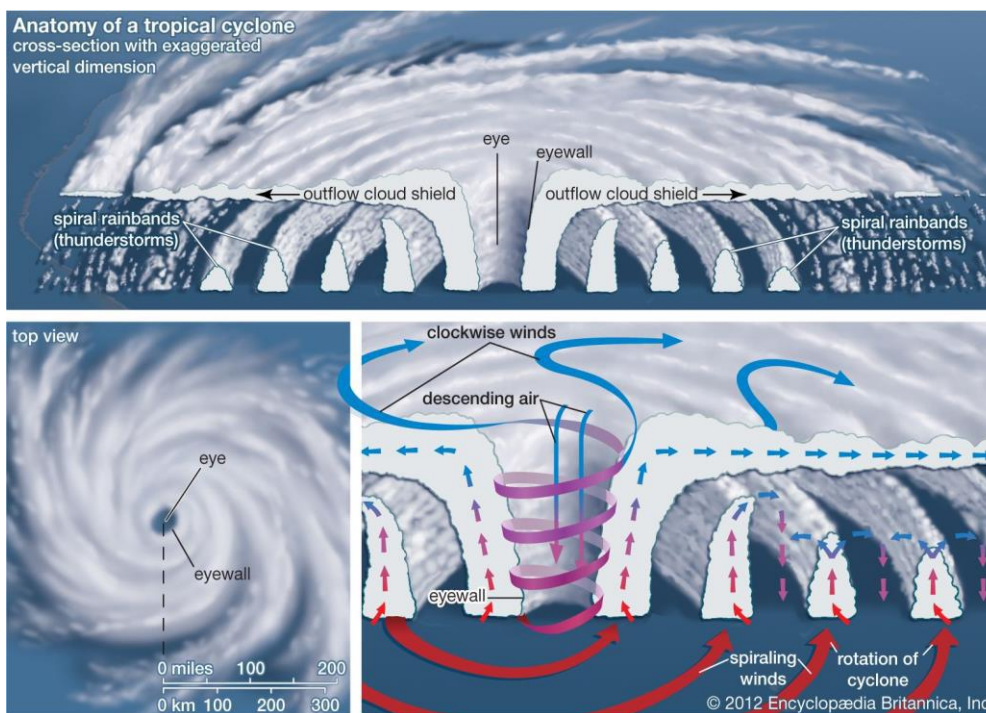 Anatomy of a tropical cyclone
cross-section with exaggerated
vertical dimension
eye
eyewall
outflow cloud shield
outflow cloud shield
spiral rainbands
(thunderstorms)
spiral rainbands
(thunderstorms)
top view
eye
eyewall
0 miles 100 200
0 km 100 200 300
clockwise winds
descending air
eyewall
spiraling
winds
rotation of
cyclone
© 2012 Encyclopædia Britannica, Inc